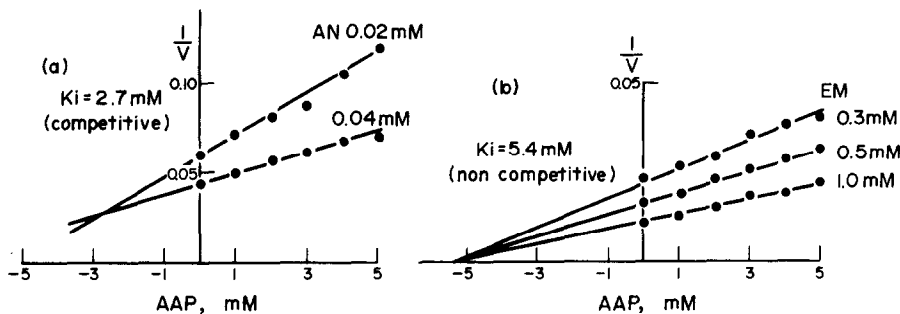 (a)
1/V
AN 0.02 mM
0.10
Ki = 2.7 mM
(competitive)
0.04 mM
0.05
-5 -3 -1 1 3 5
AAP, mM
(b)
1/V
0.05
EM
0.3 mM
Ki = 5.4 mM
(non competitive)
0.5 mM
1.0 mM
-5 -3 -1 1 3 5
AAP, mM